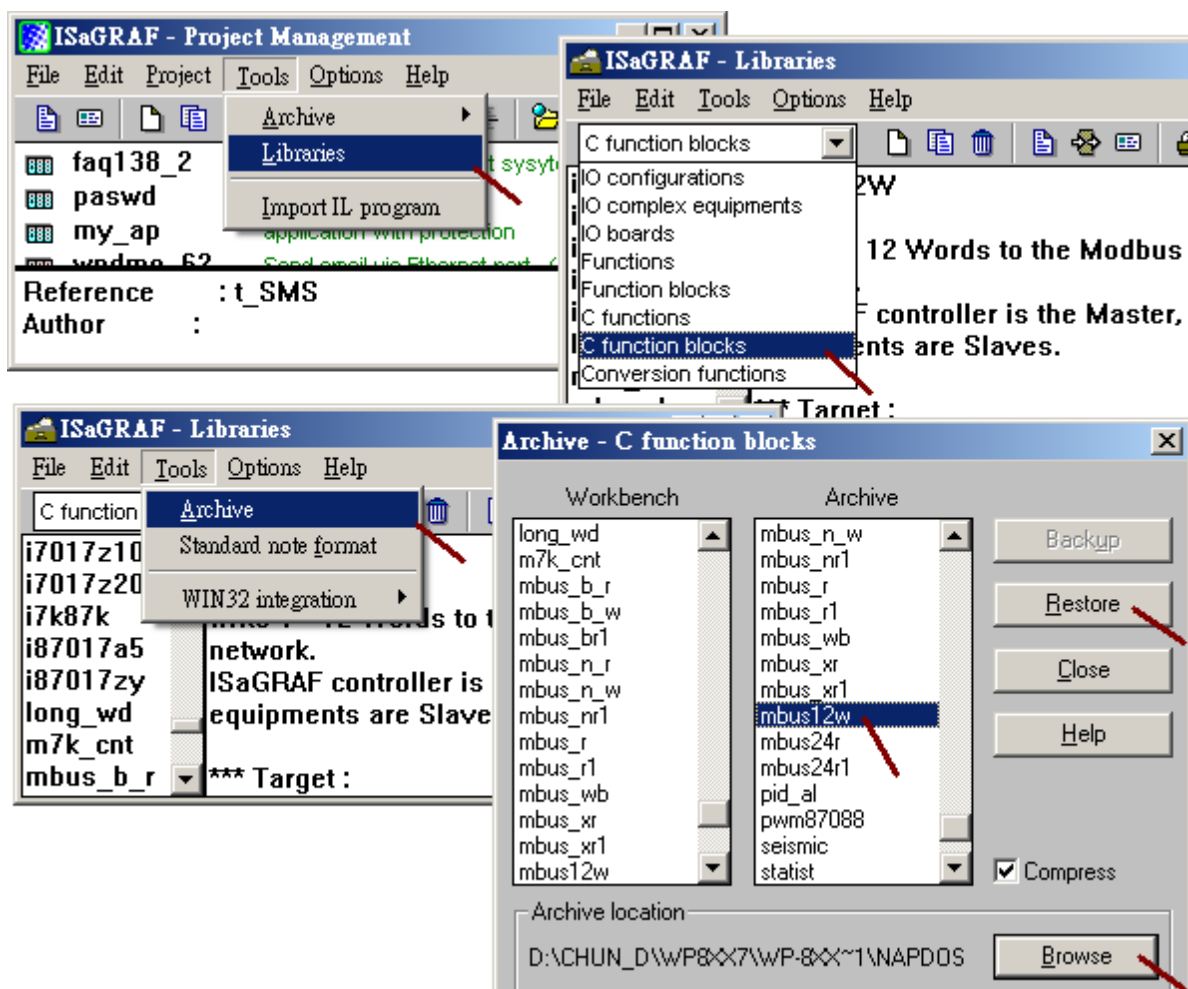 ISaGRAF - Project Management
File Edit Project Tools Options Help
Archive
Libraries
Import IL program
faq138_2
paswd
my_ap
application with protection
Reference : t_SMS
Author :
ISaGRAF - Libraries
File Edit Tools Options Help
C function blocks
IO configurations
IO complex equipments
IO boards
Functions
Function blocks
C functions
C function blocks
Conversion functions
2W
12 Words to the Modbus
F controller is the Master,
ents are Slaves.
*** Target :
ISaGRAF - Libraries
File Edit Tools Options Help
C function
Archive
Standard note format
WIN32 integration
i7017z10
i7017z20
i7k87k
i87017a5
i87017zy
long_wd
m7k_cnt
mbus_b_r
network.
ISaGRAF controller is
equipments are Slave
*** Target :
Archive - C function blocks
Workbench
long_wd
m7k_cnt
mbus_b_r
mbus_b_w
mbus_br1
mbus_n_r
mbus_n_w
mbus_nr1
mbus_r
mbus_r1
mbus_wb
mbus_xr
mbus_xr1
mbus12w
Archive
mbus_n_w
mbus_nr1
mbus_r
mbus_r1
mbus_wb
mbus_xr
mbus_xr1
mbus12w
mbus24r
mbus24r1
pid_al
pwm87088
seismic
statist
Backup
Restore
Close
Help
Compress
Archive location
D:\CHUN_D\WP8XX7\WP-8XX~1\NAPDOS
Browse